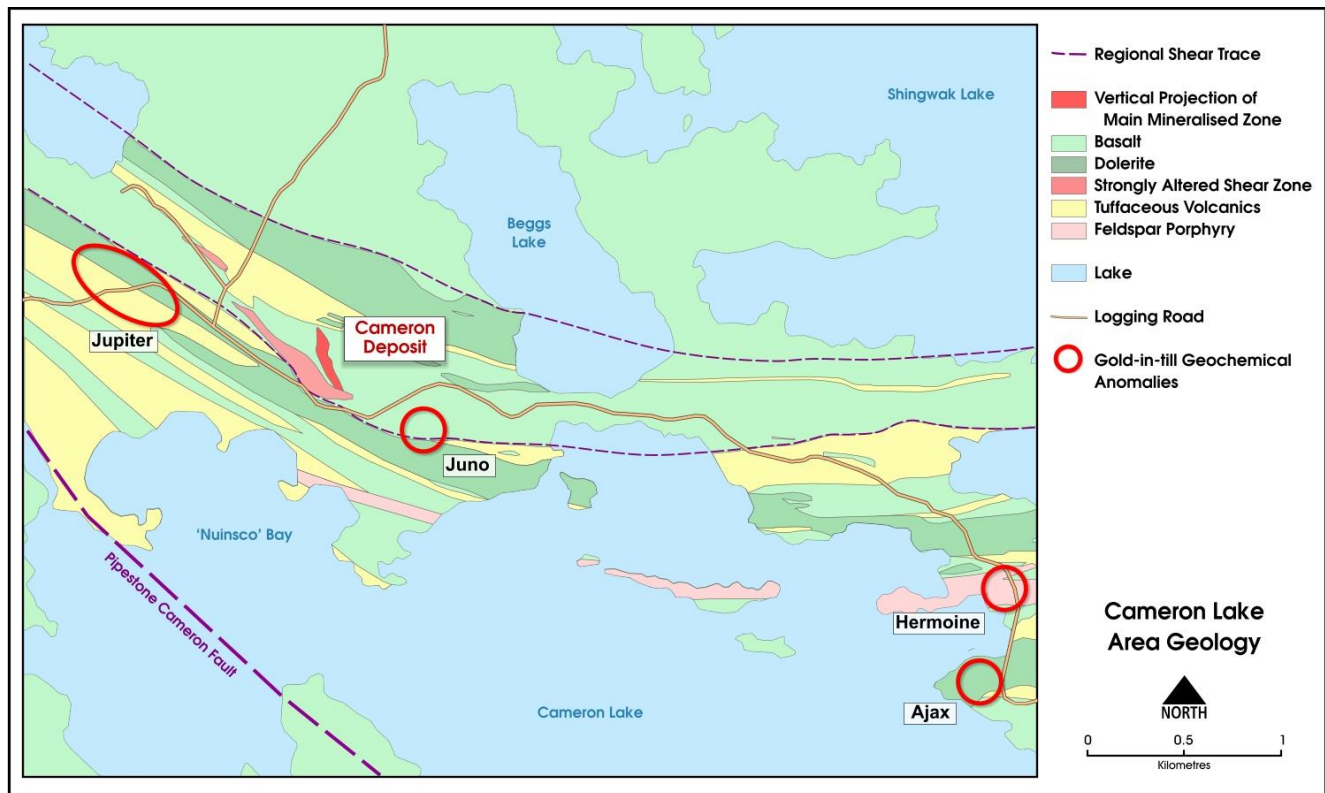 Shingwak Lake
Beggs
Lake
Cameron
Deposit
Jupiter
Juno
'Nuinsco' Bay
Pipestone Cameron Fault
Hermoine
Ajax
Cameron Lake
Regional Shear Trace
Vertical Projection of
Main Mineralised Zone
Basalt
Dolerite
Strongly Altered Shear Zone
Tuffaceous Volcanics
Feldspar Porphyry
Lake
Logging Road
Gold-in-till Geochemical
Anomalies
Cameron Lake
Area Geology
NORTH
0 0.5 1
Kilometres